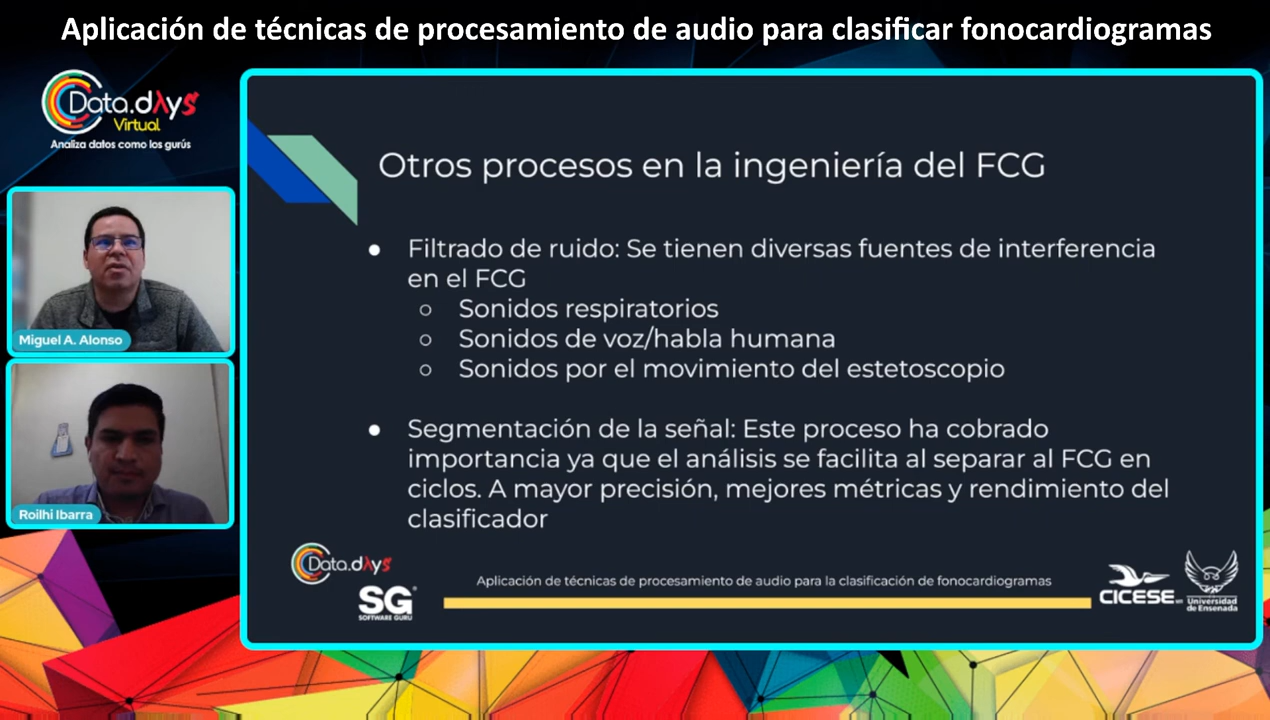 Aplicación de técnicas de procesamiento de audio para clasificar fonocardiogramas
Data.dAys
Virtual
Analiza datos como los gurús
Miguel A. Alonso
Roilhi Ibarra
Otros procesos en la ingeniería del FCG
● Filtrado de ruido: Se tienen diversas fuentes de interferencia
en el FCG
○ Sonidos respiratorios
○ Sonidos de voz/habla humana
○ Sonidos por el movimiento del estetoscopio
● Segmentación de la señal: Este proceso ha cobrado
importancia ya que el análisis se facilita al separar al FCG en
ciclos. A mayor precisión, mejores métricas y rendimiento del
clasificador
Data.dAys
SG
SOFTWARE GURU
Aplicación de técnicas de procesamiento de audio para la clasificación de fonocardiogramas
CICESE
Universidad
de Ensenada